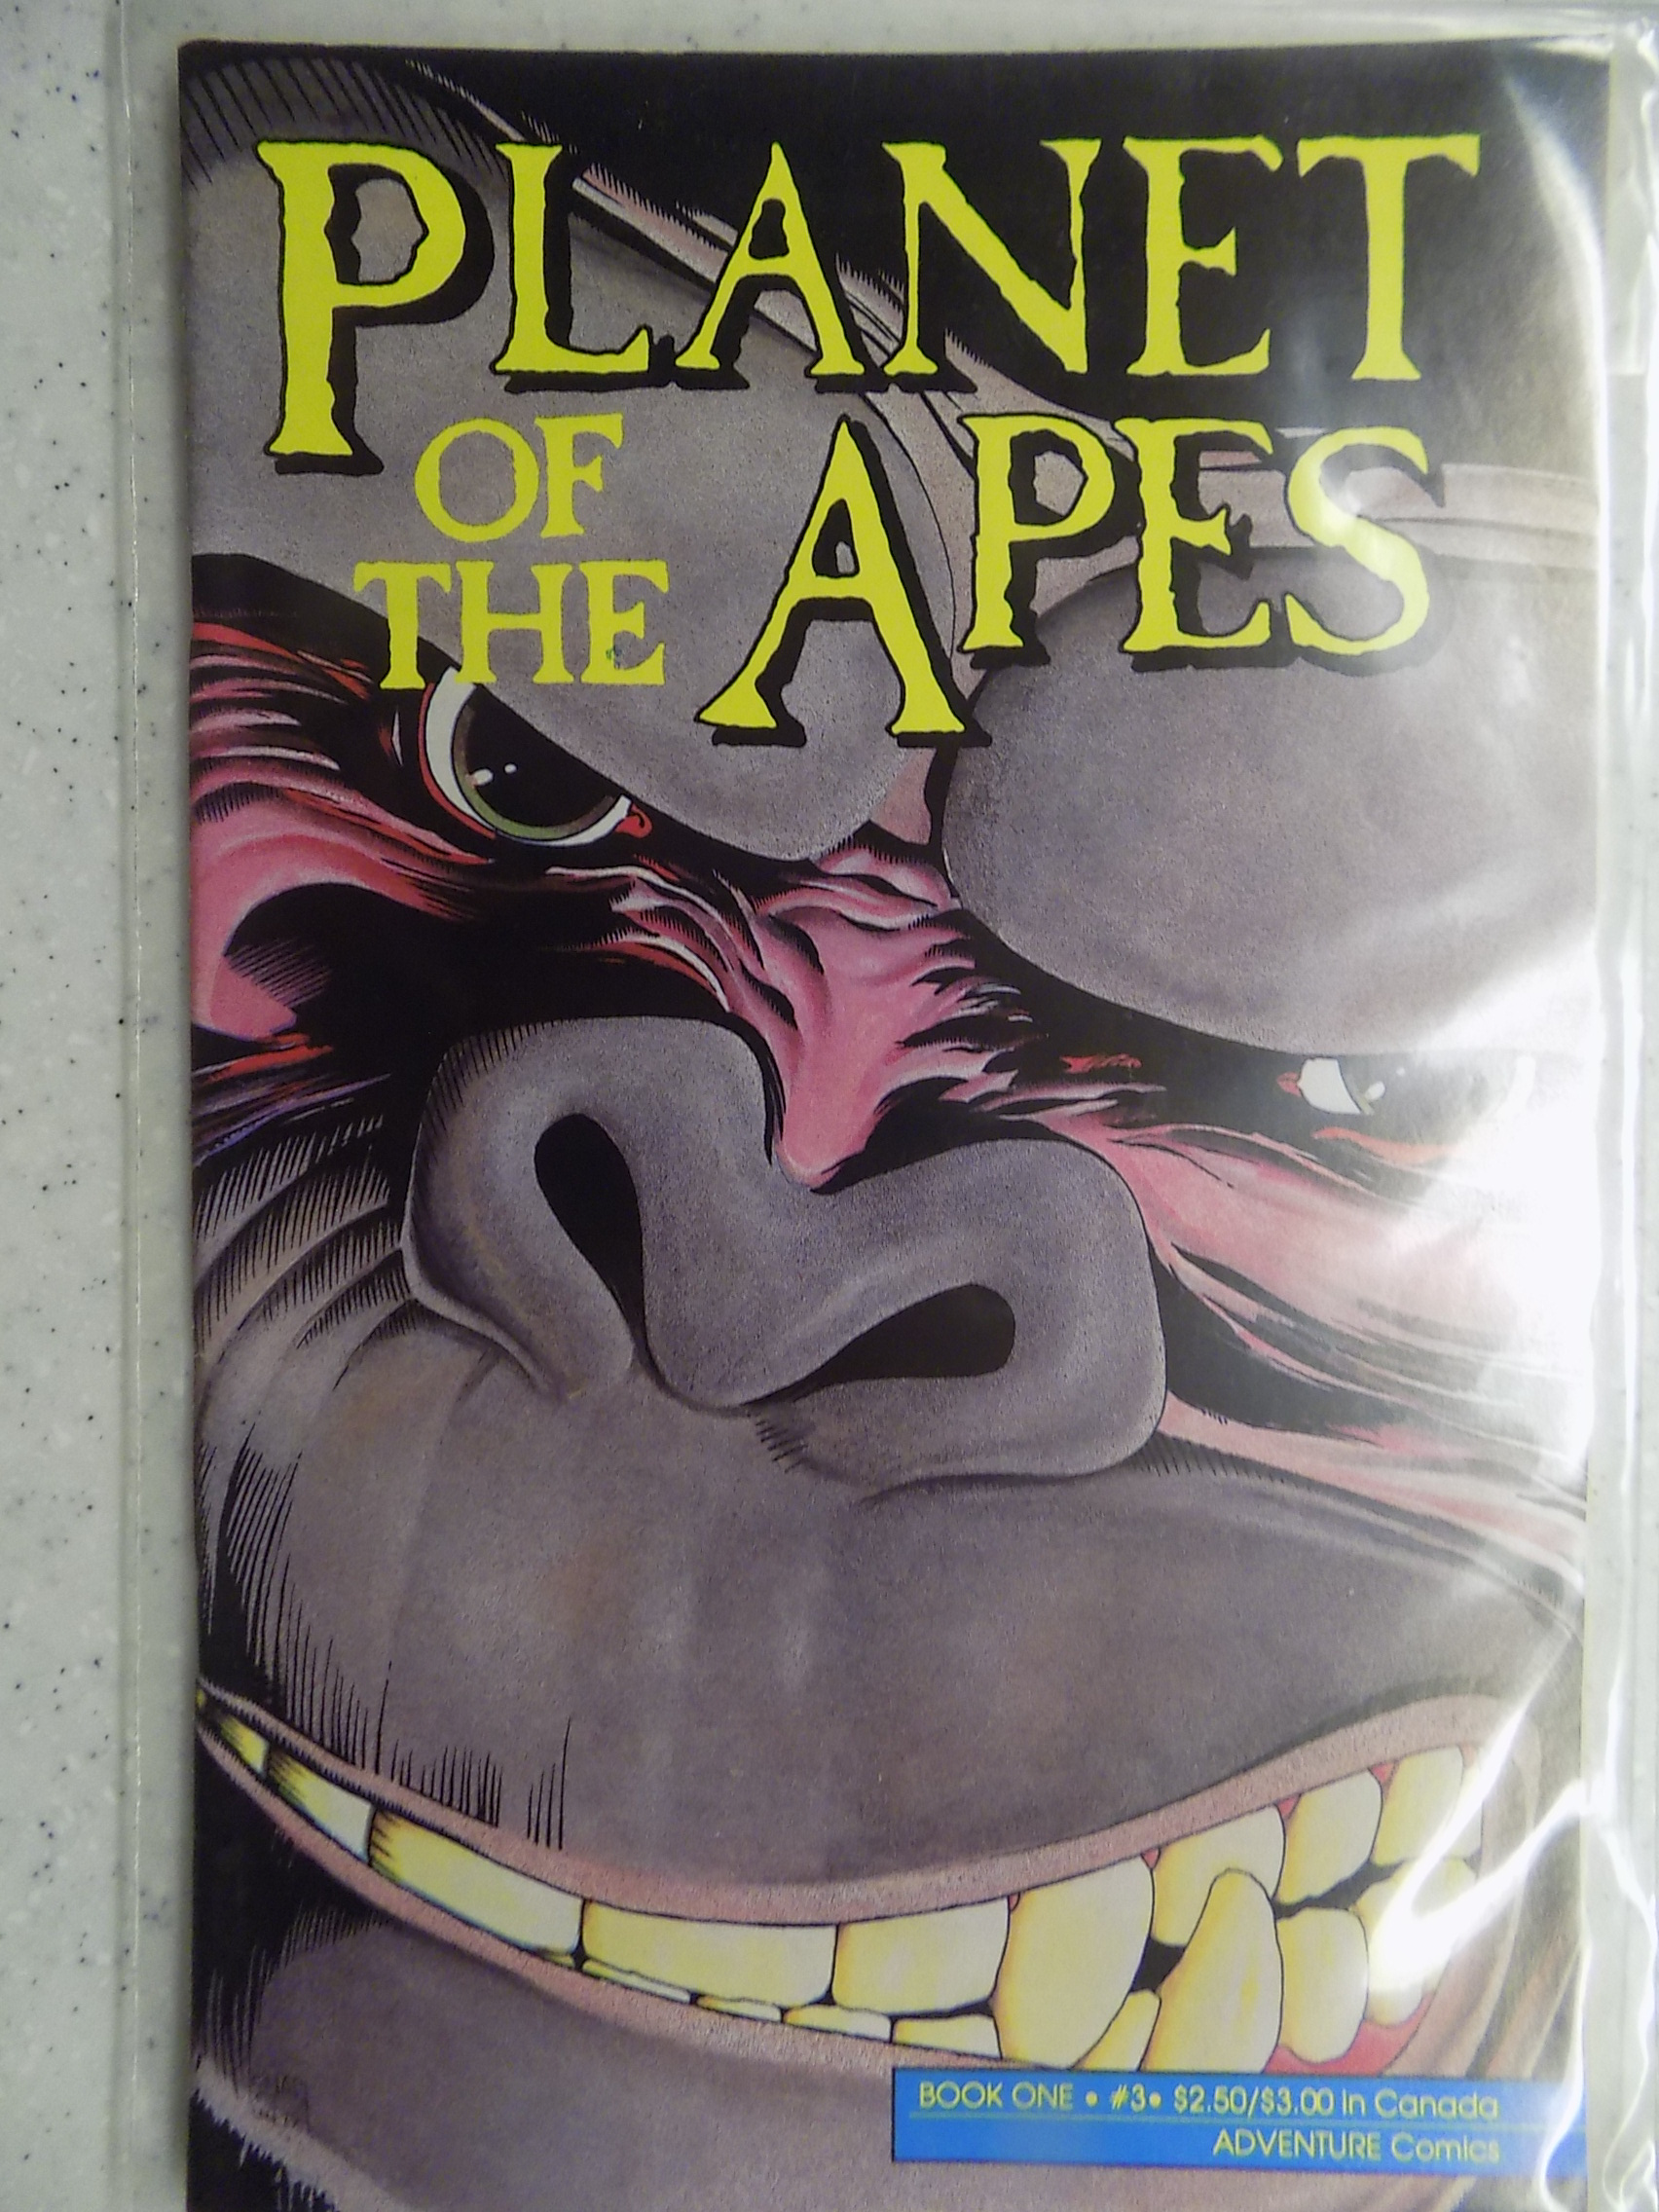 PLANET
OF
THE APES
BOOK ONE • #3• $2.50/$3.00 in Canada
ADVENTURE Comics